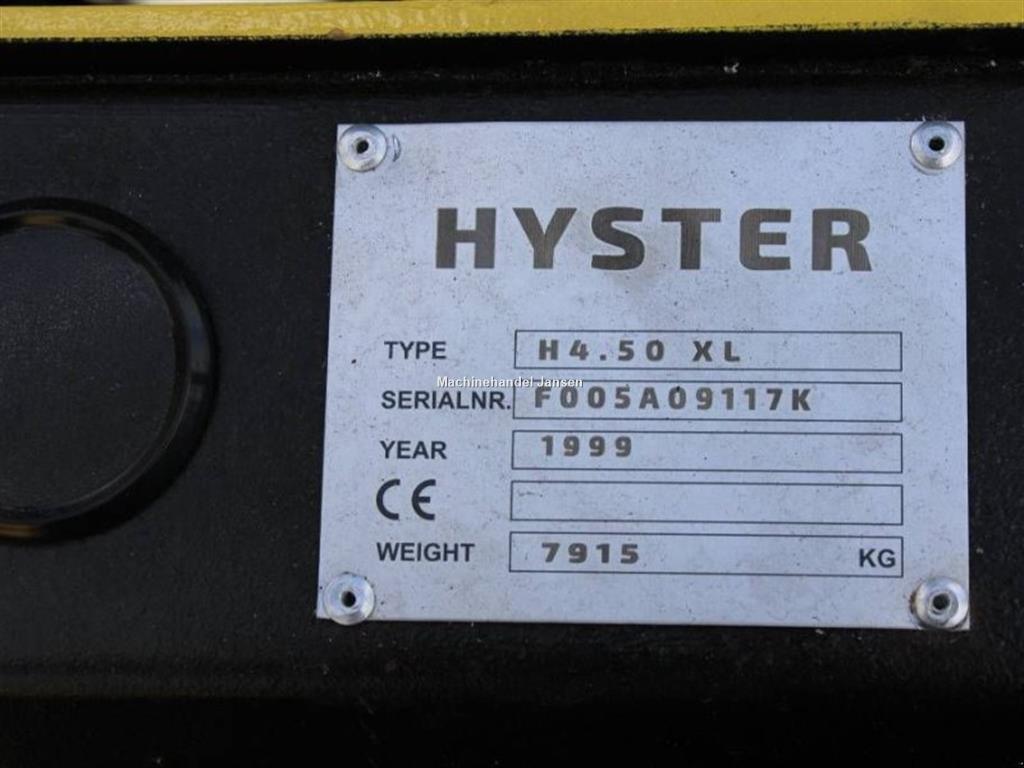 HYSTER
TYPE H4.50 XL
Machinehandel Jansen
SERIALNR. F005A09117K
YEAR 1999
CE
WEIGHT 7915 KG